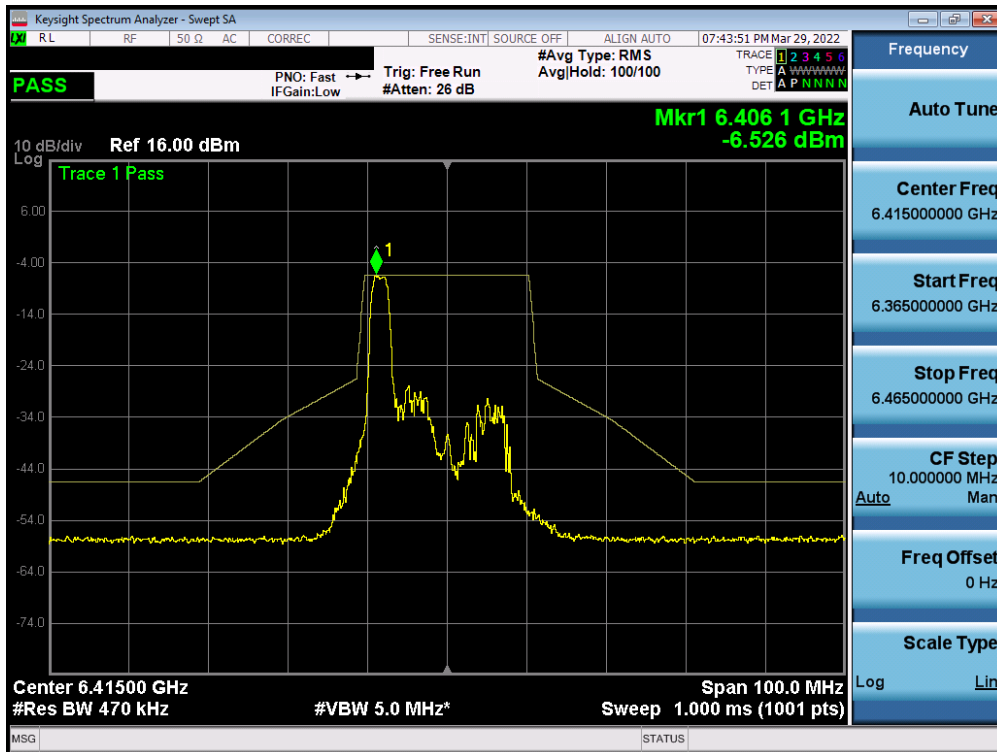 Keysight Spectrum Analyzer - Swept SA
LXI RL RF 50 Ω AC CORREC SENSE:INT SOURCE OFF ALIGN AUTO 07:43:51 PM Mar 29, 2022
Frequency
PASS
PNO: Fast
IFGain:Low
Trig: Free Run
#Atten: 26 dB
#Avg Type: RMS
Avg|Hold: 100/100
TRACE 1 2 3 4 5 6
TYPE A WWWWWW
DET A P N N N N
Auto Tune
Mkr1 6.406 1 GHz
-6.526 dBm
10 dB/div Ref 16.00 dBm
Log
Trace 1 Pass
1
6.00
-4.00
-14.0
-24.0
-34.0
-44.0
-54.0
-64.0
-74.0
Center Freq
6.415000000 GHz
Start Freq
6.365000000 GHz
Stop Freq
6.465000000 GHz
CF Step
10.000000 MHz
Auto Man
Freq Offset
0 Hz
Scale Type
Log Lin
Center 6.41500 GHz Span 100.0 MHz
#Res BW 470 kHz #VBW 5.0 MHz* Sweep 1.000 ms (1001 pts)
MSG STATUS